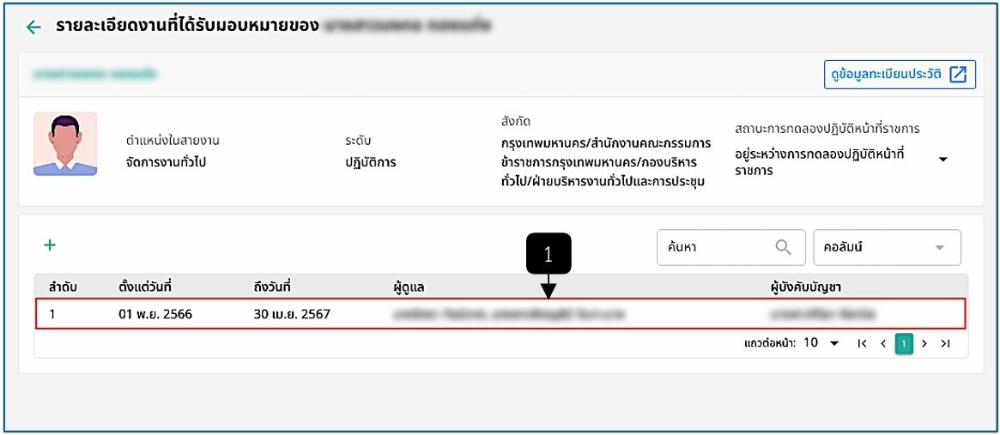 รายละเอียดงานที่ได้รับมอบหมายของ
ดูข้อมูลทะเบียนประวัติ
ตำแหน่งในสายงาน
จัดการงานทั่วไป
ระดับ
ปฏิบัติการ
สังกัด
กรุงเทพมหานคร/สำนักงานคณะกรรมการ
ข้าราชการกรุงเทพมหานคร/กองบริหาร
ทั่วไป/ฝ่ายบริหารงานทั่วไปและการประชุม
สถานะการทดลองปฏิบัติหน้าที่ราชการ
อยู่ระหว่างการทดลองปฏิบัติหน้าที่
ราชการ
1
ค้นหา
คอลัมน์
ลำดับ ตั้งแต่วันที่ ถึงวันที่ ผู้ดูแล ผู้บังคับบัญชา
1 01 พ.ย. 2566 30 เม.ย. 2567
แถวต่อหน้า: 10 1